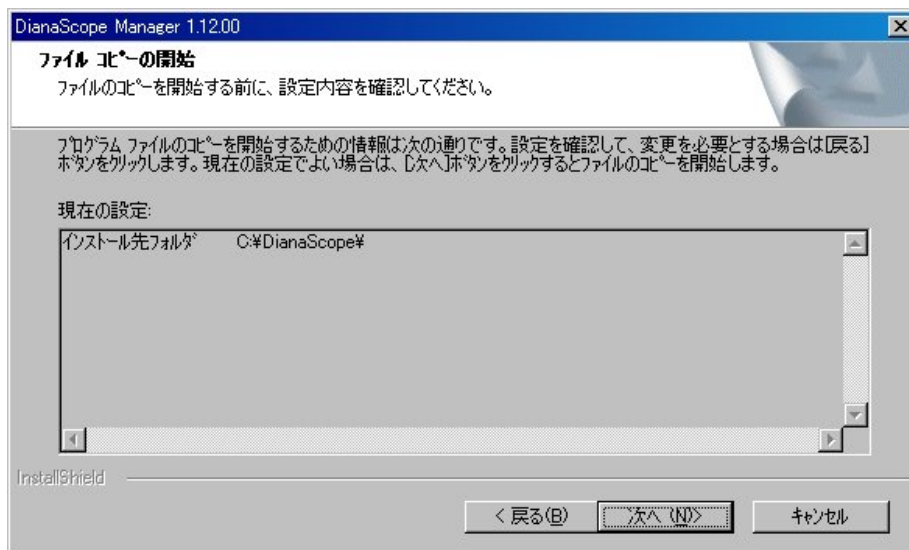 DianaScope Manager 1.12.00
ファイル コピーの開始
ファイルのコピーを開始する前に、設定内容を確認してください。
プログラム ファイルのコピーを開始するための情報は次の通りです。設定を確認して、変更を必要とする場合は[戻る]
ボタンをクリックします。現在の設定でよい場合は、[次へ]ボタンをクリックするとファイルのコピーを開始します。
現在の設定:
インストール先フォルダ C:¥DianaScope¥
InstallShield
< 戻る(B)
次へ (N)>
キャンセル